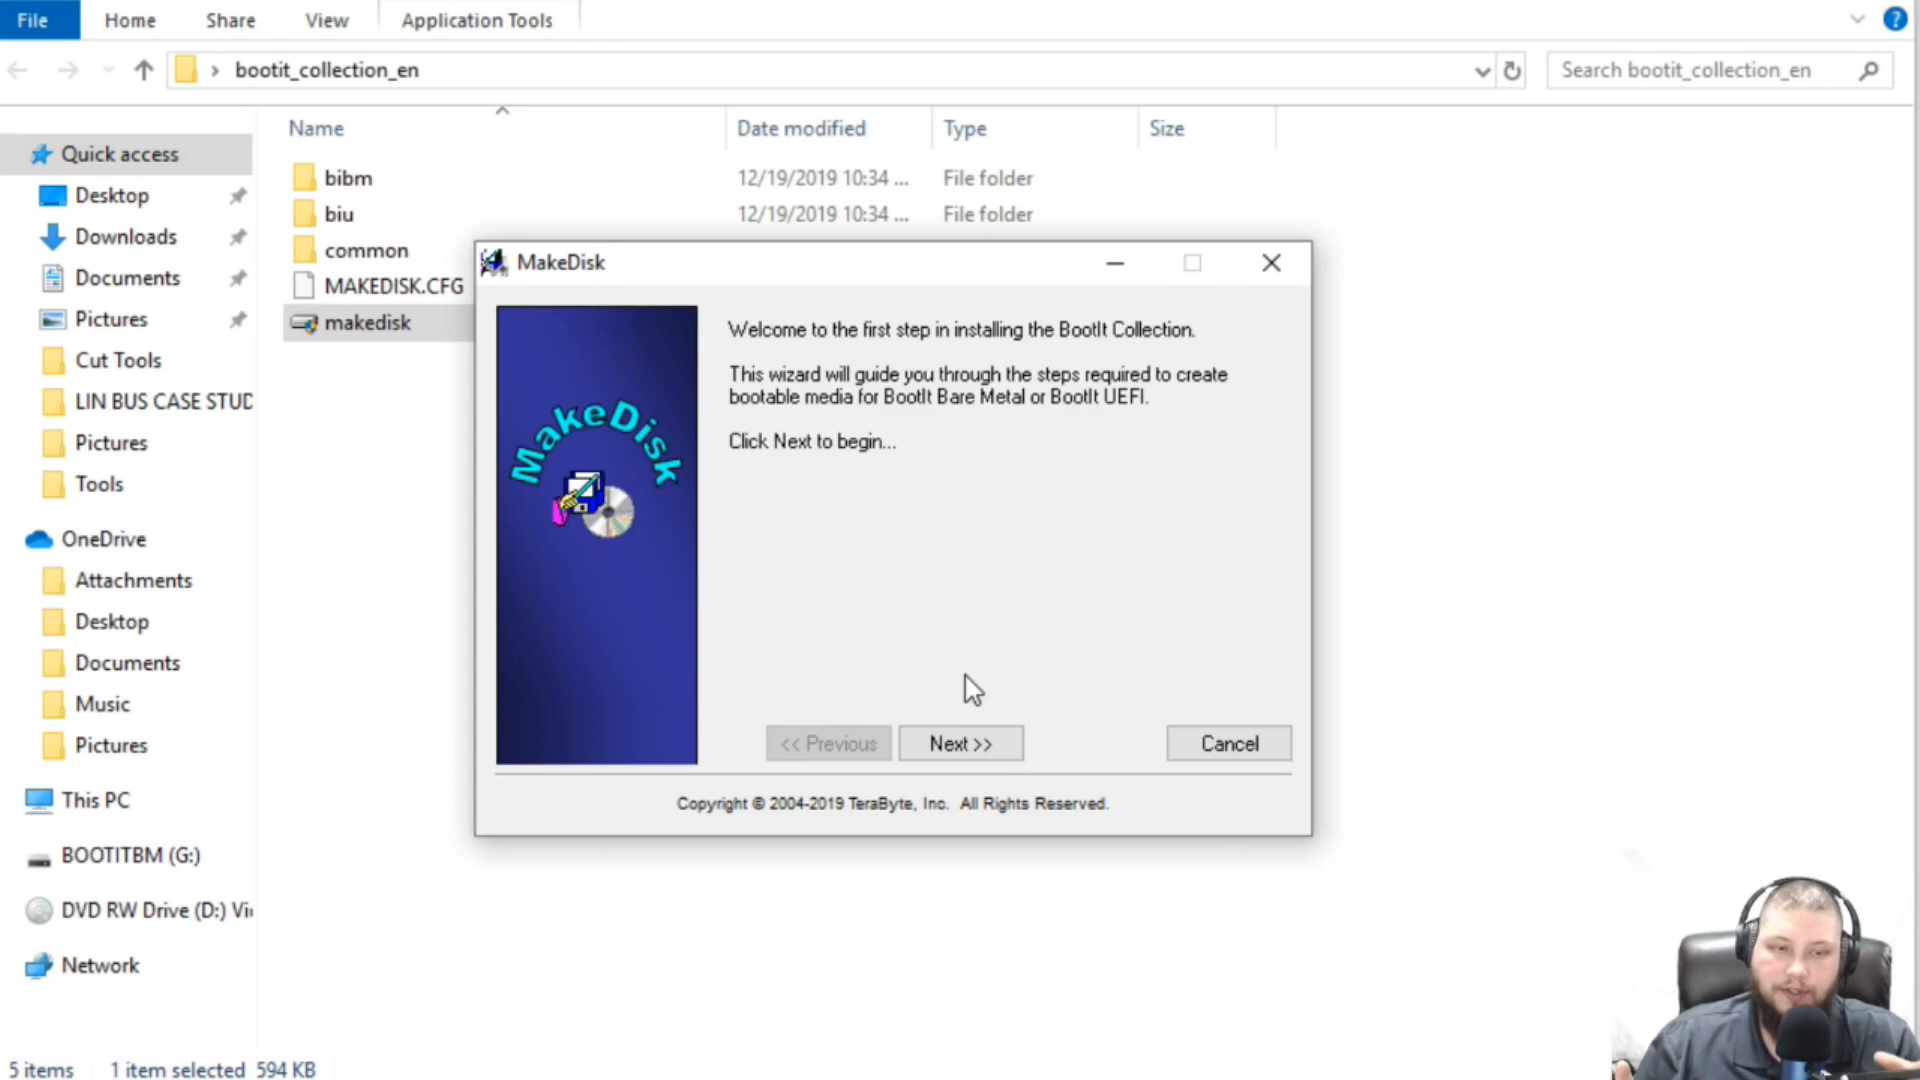 File Home Share View Application Tools
bootit_collection_en
Search bootit_collection_en
Name Date modified Type Size
Quick access
Desktop
Downloads
Documents
Pictures
Cut Tools
LIN BUS CASE STUD
Pictures
Tools
OneDrive
Attachments
Desktop
Documents
Music
Pictures
This PC
BOOTITBM (G:)
DVD RW Drive (D:) Vi
Network
bibm 12/19/2019 10:34 ... File folder
biu 12/19/2019 10:34 ... File folder
common
MAKEDISK.CFG
makedisk
MakeDisk
MakeDisk
Welcome to the first step in installing the BootIt Collection.
This wizard will guide you through the steps required to create
bootable media for BootIt Bare Metal or BootIt UEFI.
Click Next to begin...
<< Previous Next >> Cancel
Copyright © 2004-2019 TeraByte, Inc. All Rights Reserved.
5 items 1 item selected 594 KB